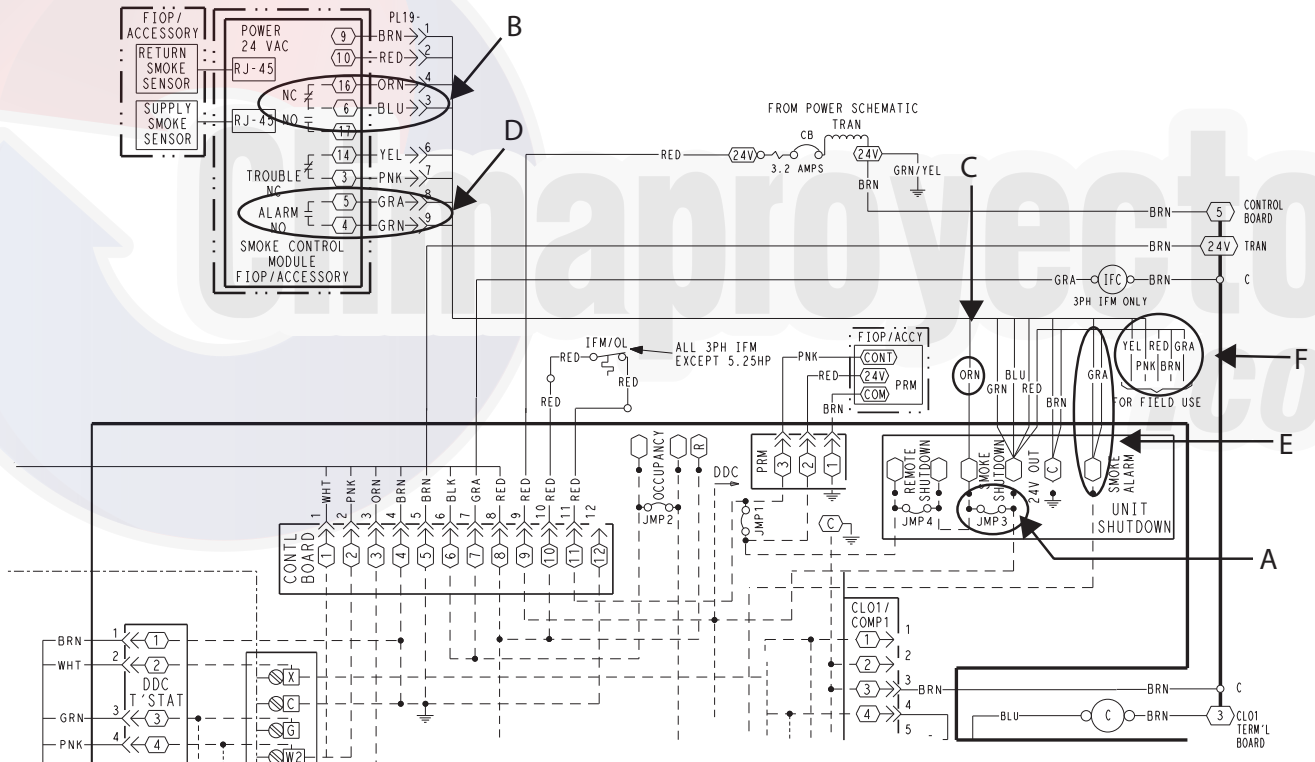 FIOP/
ACCESSORY
RETURN
SMOKE
SENSOR
SUPPLY
SMOKE
SENSOR
POWER
24 VAC
RJ-45
RJ-45
NC
NO
TROUBLE
NC
ALARM
NO
SMOKE CONTROL
MODULE
FIOP/ACCESSORY
PL19-
9 BRN 1
10 RED 2
16 ORN 4
6 BLU 3
17
14 YEL 6
3 PNK 7
5 GRA 8
4 GRN 9
B
D
FROM POWER SCHEMATIC
TRAN
CB
RED
24V
3.2 AMPS
24V
GRN/YEL
BRN
C
BRN
5
CONTROL
BOARD
BRN
24V
TRAN
GRA
IFC
BRN
C
3PH IFM ONLY
climaproyecto
.co
IFM/OL
ALL 3PH IFM
EXCEPT 5.25HP
RED
RED
RED
FIOP/ACCY
PNK
CONT
RED
24V
PRM
COM
BRN
ORN
GRN
BLU
RED
BRN
GRA
YEL RED GRA
PNK BRN
FOR FIELD USE
F
E
A
OCCUPANCY
R
JMP2
DDC
PRM
3 2 1
JMP1
C
REMOTE
SHUTDOWN
JMP4
SMOKE
SHUTDOWN
JMP3
24V OUT
C
SMOKE
ALARM
UNIT
SHUTDOWN
WHT PNK ORN BRN BRN BLK GRA RED RED RED RED
1 2 3 4 5 6 7 8 9 10 11 12
CONTL
BOARD
1 2 3 4 5 6 7 8 9 10 11 12
BRN 1 1
WHT 2 2
DDC
T'STAT
GRN 3 3
PNK 4 4
X
C
G
W2
CLO1/
COMP1
1 1
2 2
3 3
4 4
5
BRN
BRN
C
BLU
C
BRN
3
CLO1
TERM'L
BOARD